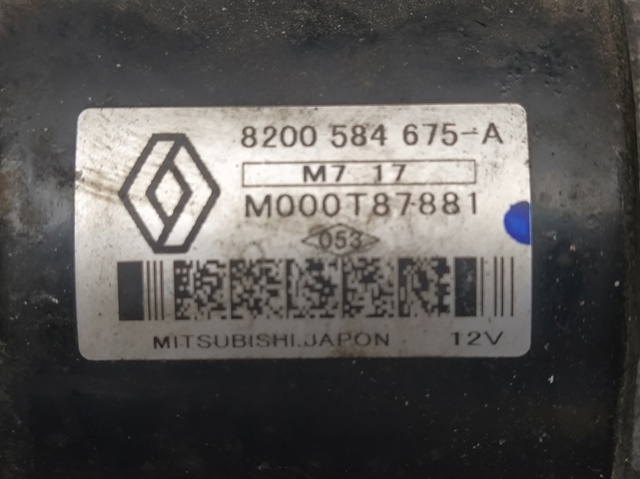 8200 584 675-A
M7 17
M000T87881
053
MITSUBISHI.JAPON 12V